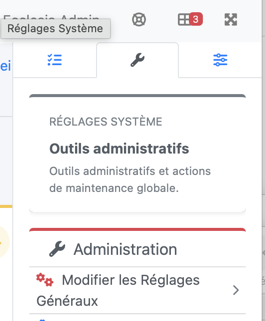 Ecclesia Admin
3
Réglages Système
ei
RÉGLAGES SYSTÈME
Outils administratifs
Outils administratifs et actions
de maintenance globale.
Administration
Modifier les Réglages
Généraux